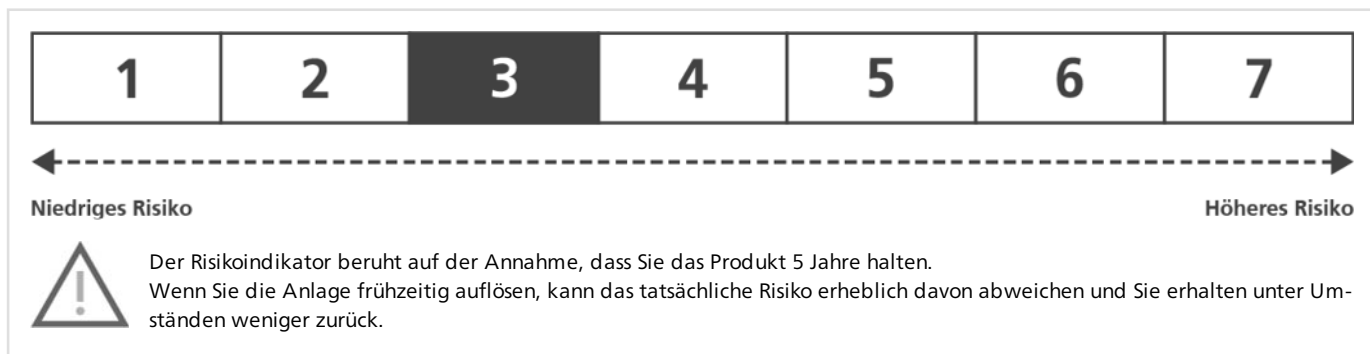 1 2 3 4 5 6 7
Niedriges Risiko Höheres Risiko
Der Risikoindikator beruht auf der Annahme, dass Sie das Produkt 5 Jahre halten.
Wenn Sie die Anlage frühzeitig auflösen, kann das tatsächliche Risiko erheblich davon abweichen und Sie erhalten unter Um-
ständen weniger zurück.